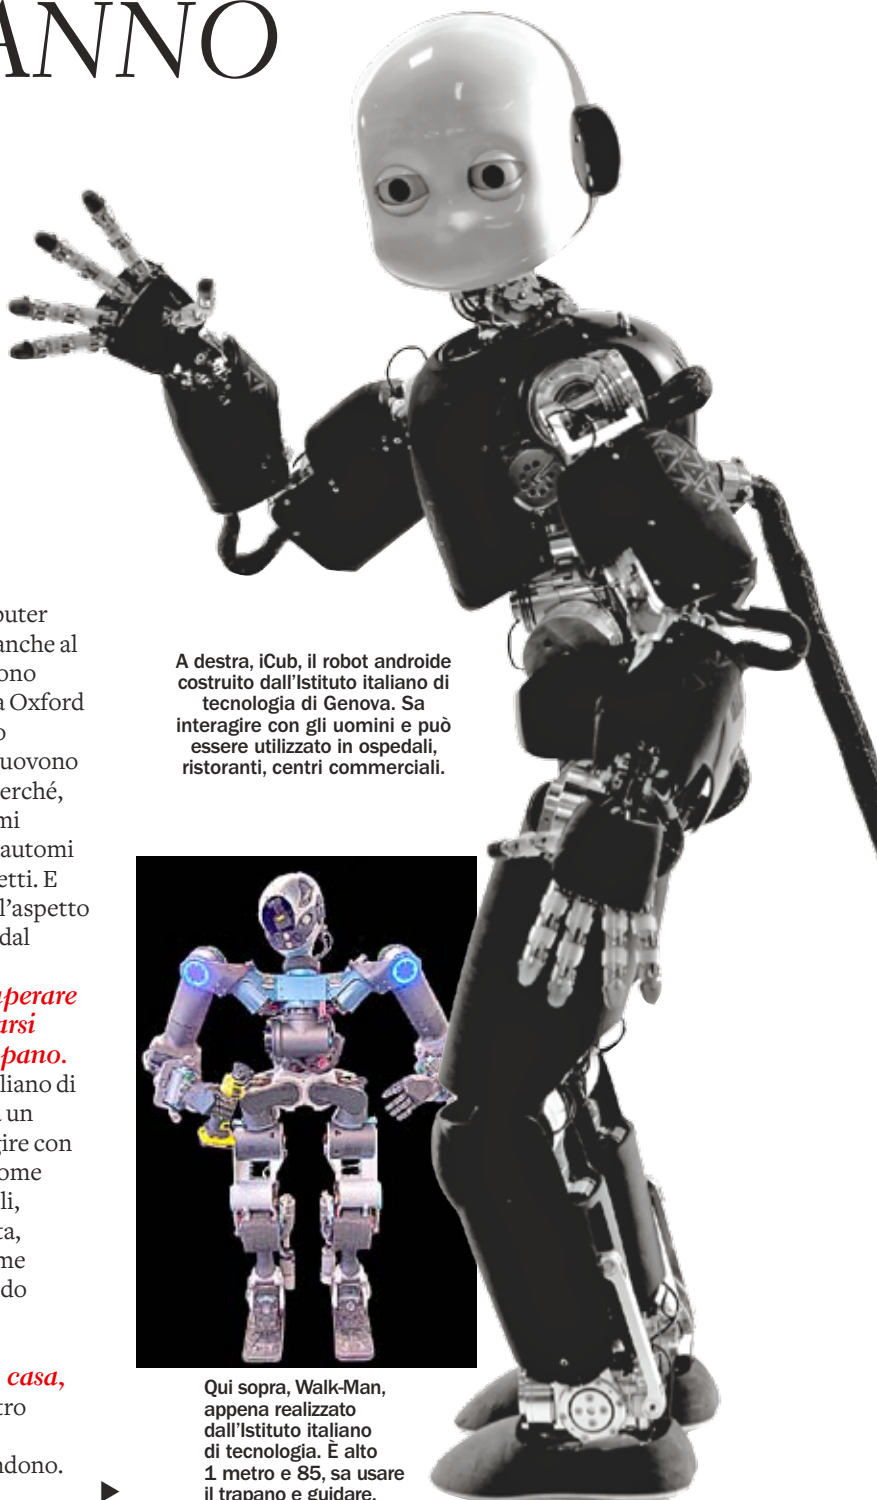 ANNO
puter
anche al
ono
a Oxford
o
uovono
erché,
mi
automi
etti. E
l’aspetto
dal
perare
arsi
pano.
liano di
un
gire con
ome
li,
ta,
me
do
casa,
tro
ndono.
A destra, iCub, il robot androide
costruito dall’Istituto italiano di
tecnologia di Genova. Sa
interagire con gli uomini e può
essere utilizzato in ospedali,
ristoranti, centri commerciali.
Qui sopra, Walk-Man,
appena realizzato
dall’Istituto italiano
di tecnologia. È alto
1 metro e 85, sa usare
il trapano e guidare.